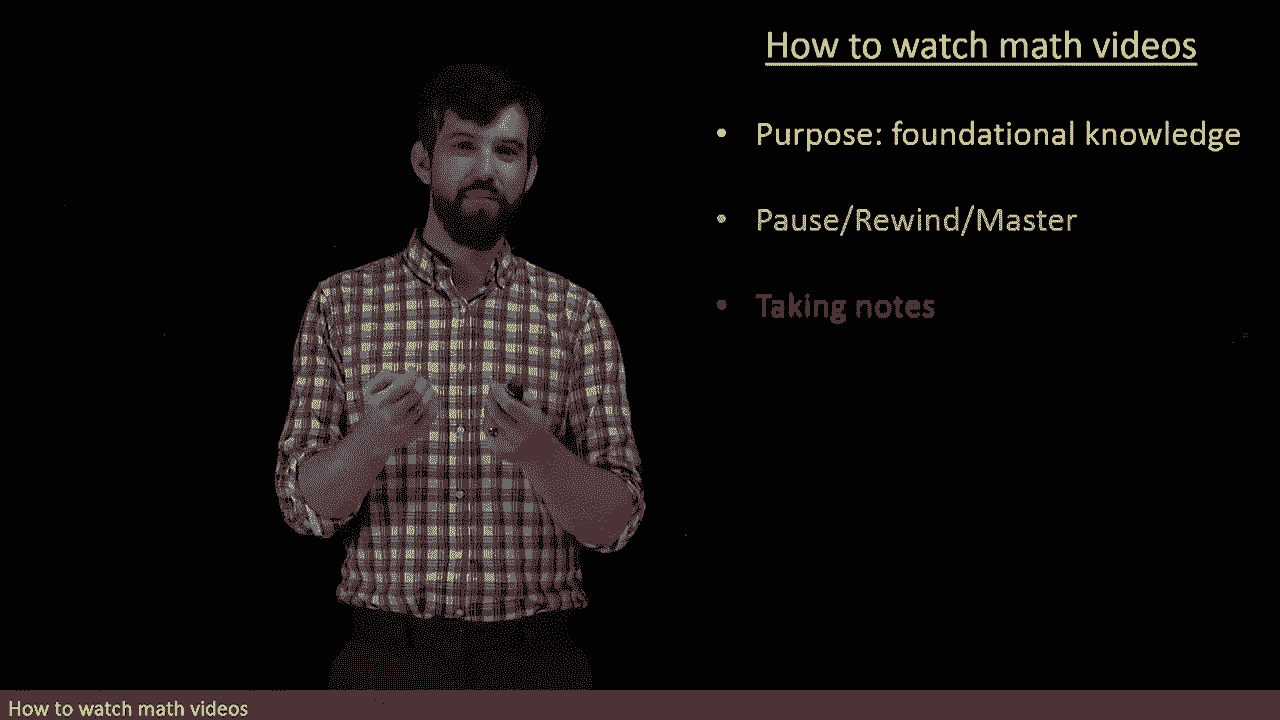 How to watch math videos
• Purpose: foundational knowledge
• Pause/Rewind/Master
• Taking notes
How to watch math videos